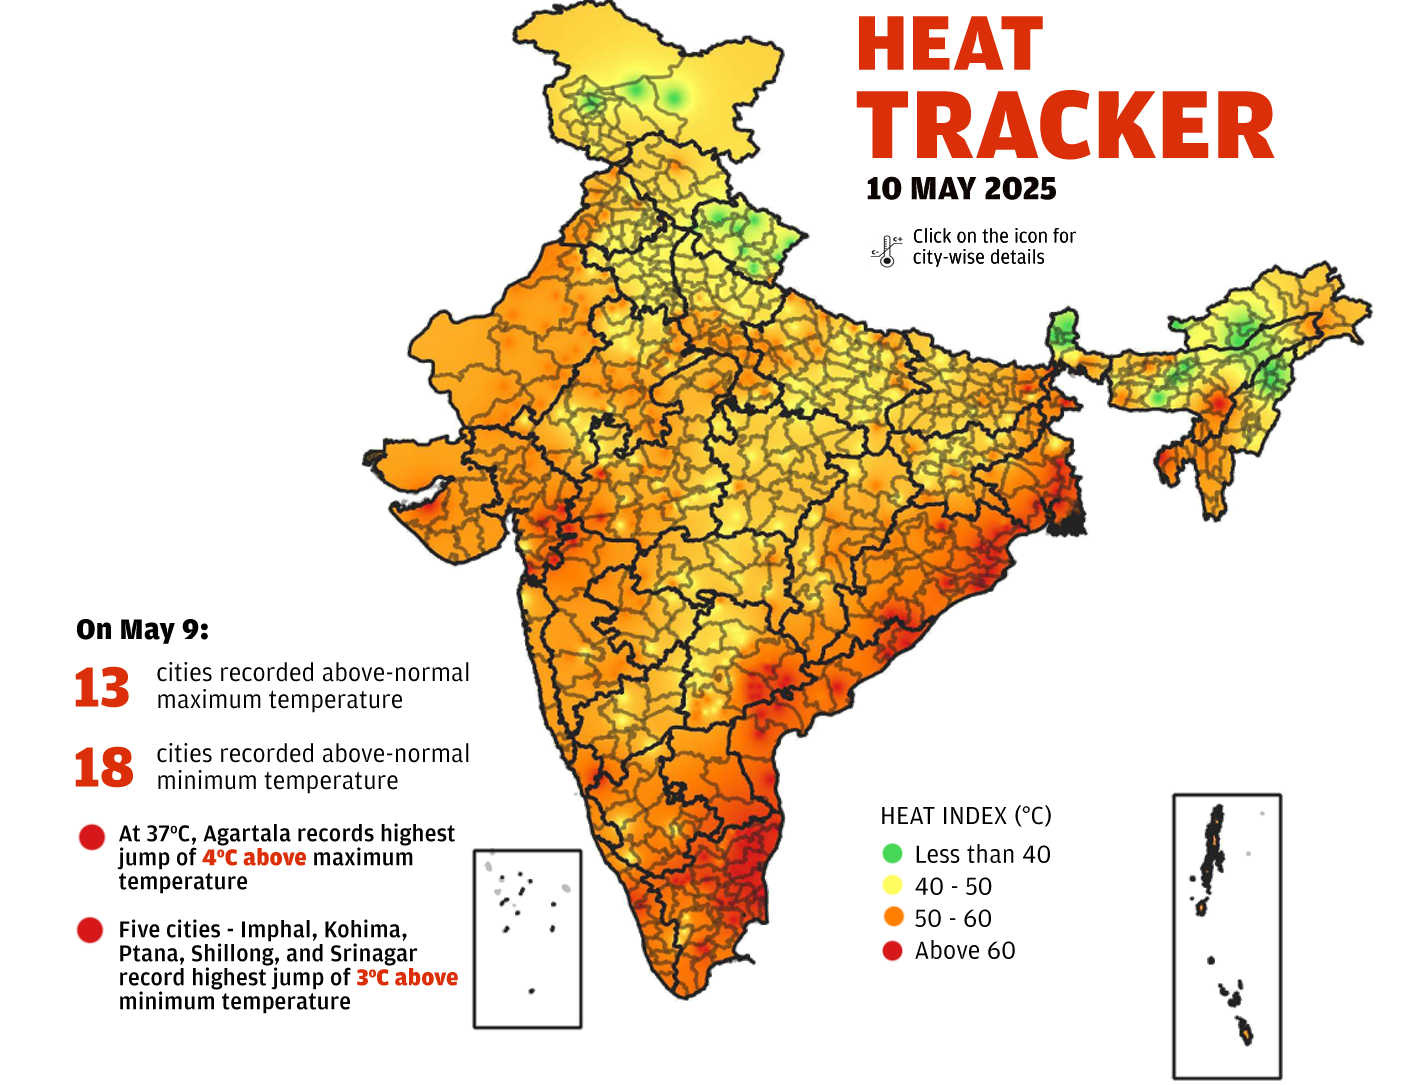 HEAT
TRACKER
10 MAY 2025
c+
c-
Click on the icon for
city-wise details
On May 9:
13
cities recorded above-normal
maximum temperature
18
cities recorded above-normal
minimum temperature
At 37ºC, Agartala records highest
jump of 4ºC above maximum
temperature
Five cities - Imphal, Kohima,
Ptana, Shillong, and Srinagar
record highest jump of 3ºC above
minimum temperature
HEAT INDEX (°C)
Less than 40
40 - 50
50 - 60
Above 60